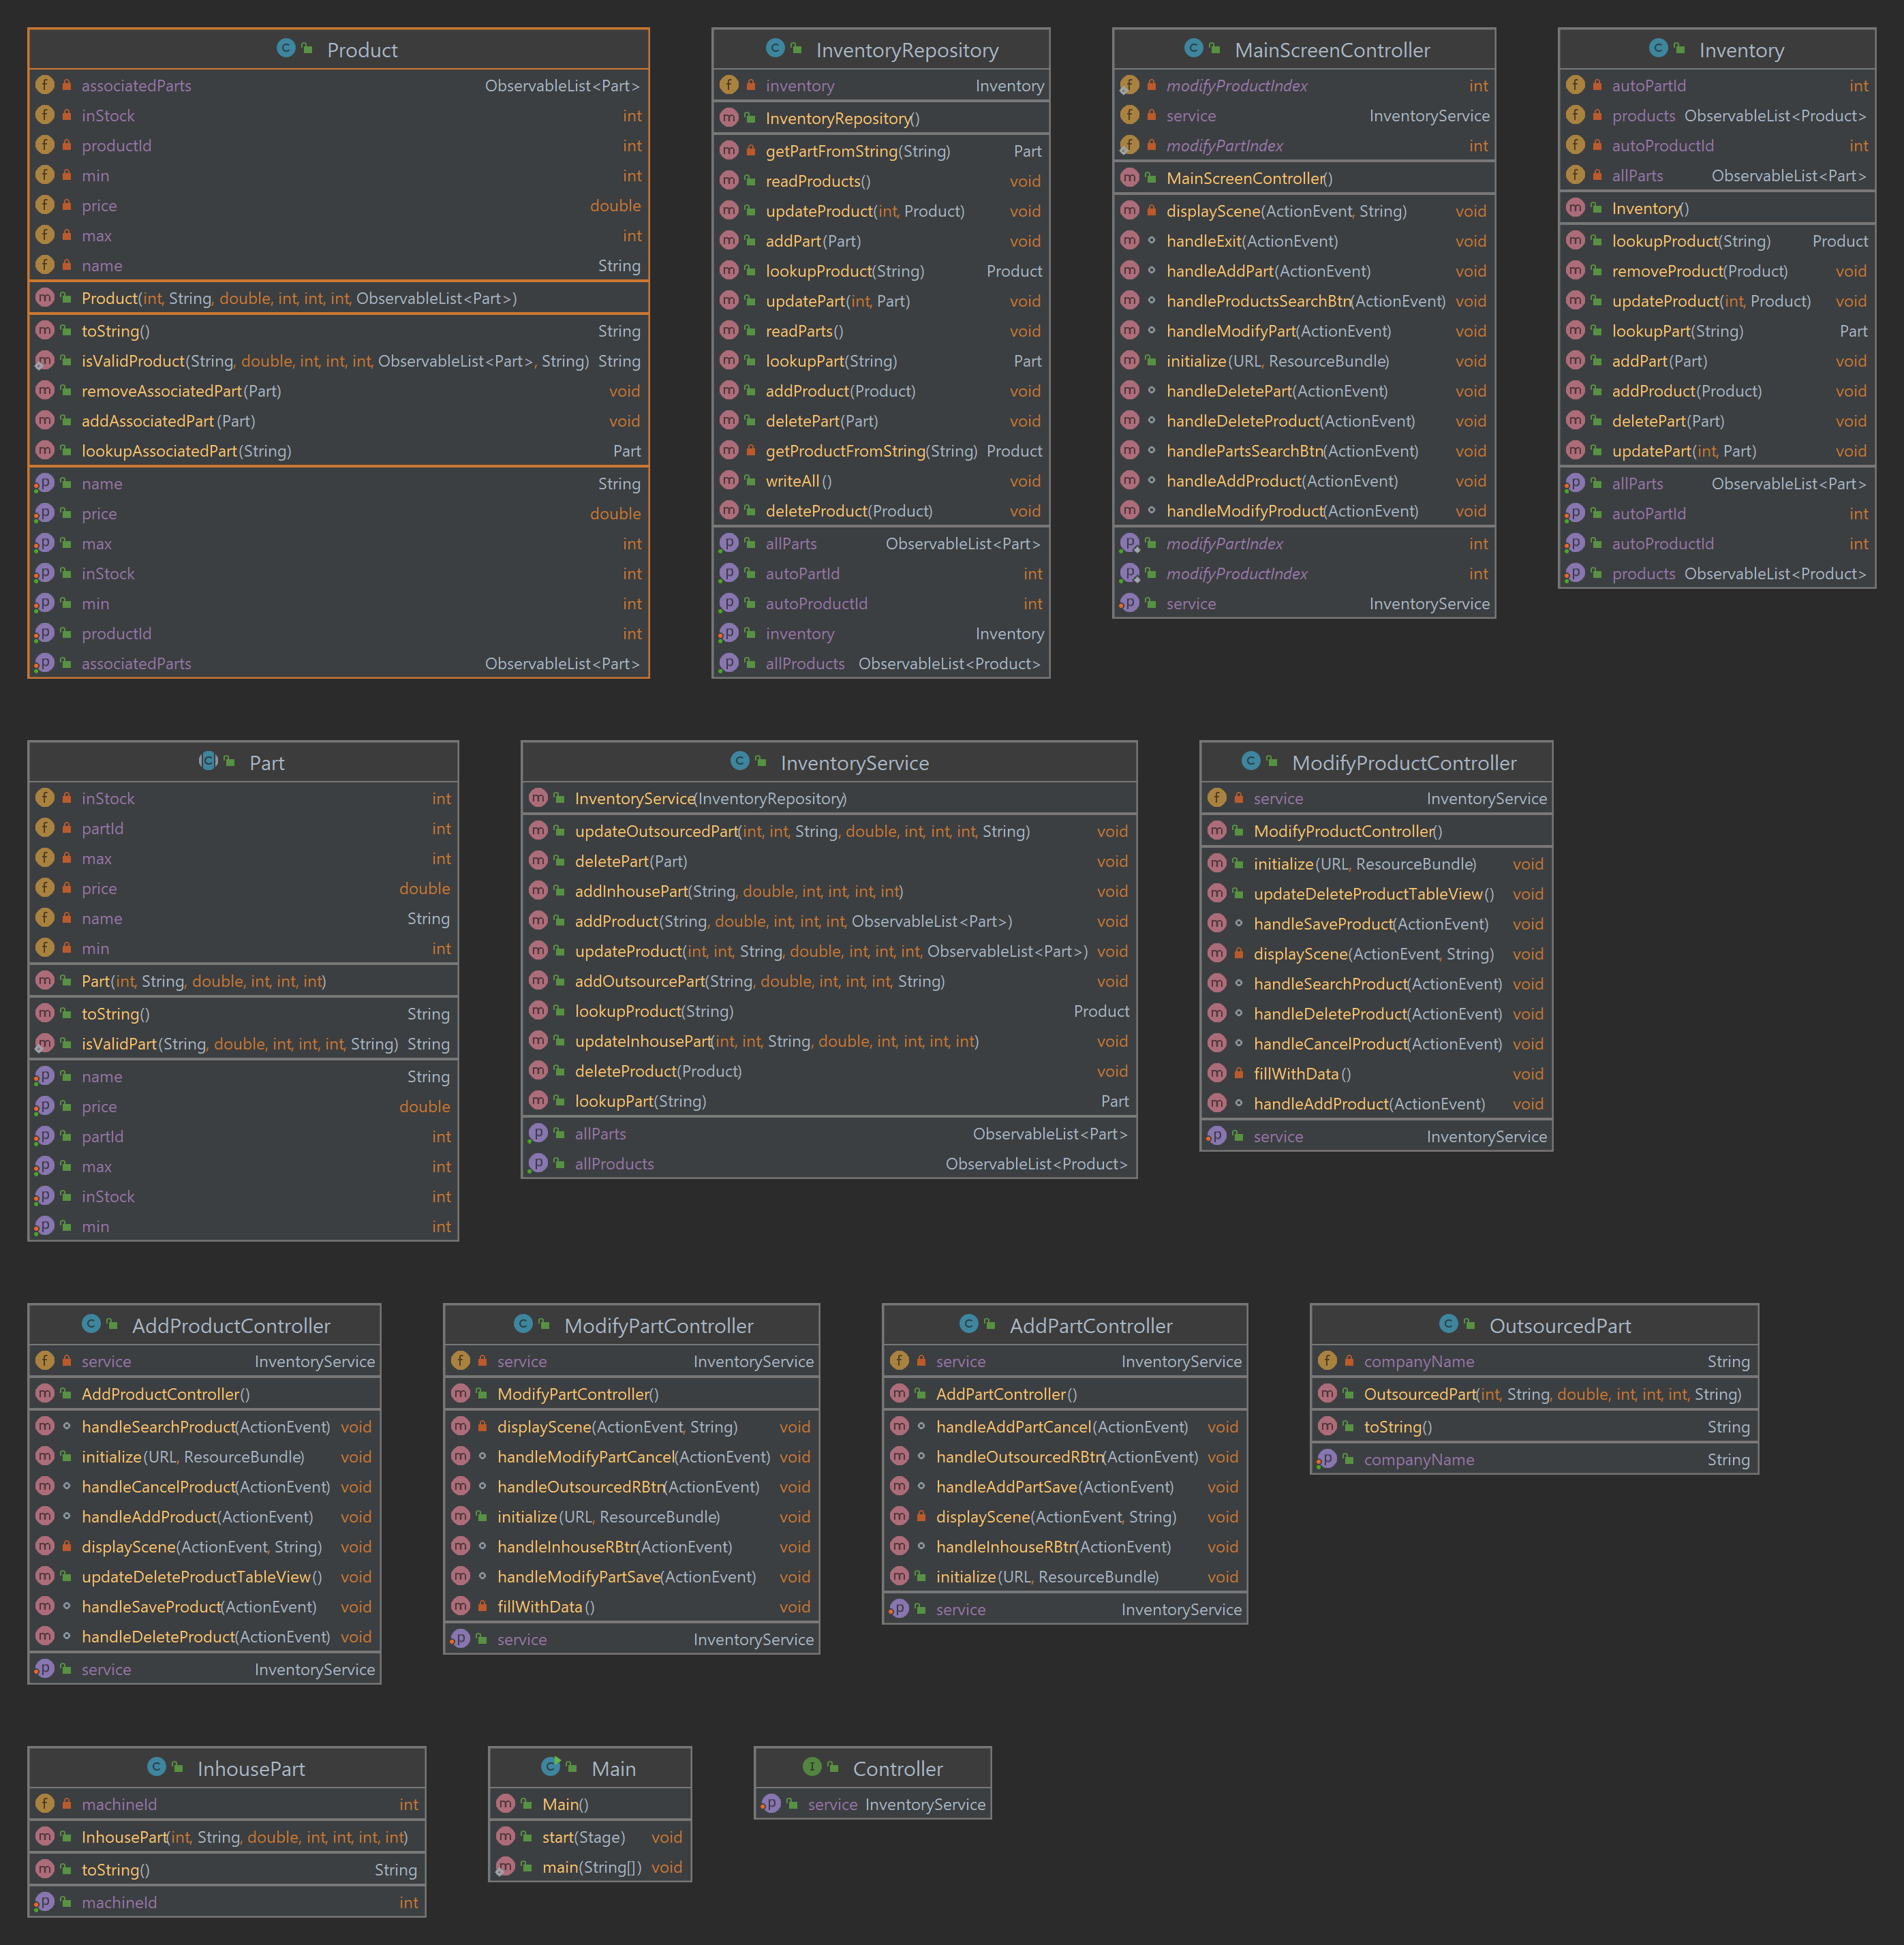 Product
associatedParts ObservableList<Part>
inStock int
productId int
min int
price double
max int
name String
Product(int, String, double, int, int, int, ObservableList<Part>)
toString() String
isValidProduct(String, double, int, int, int, ObservableList<Part>, String) String
removeAssociatedPart(Part) void
addAssociatedPart(Part) void
lookupAssociatedPart(String) Part
name String
price double
max int
inStock int
min int
productId int
associatedParts ObservableList<Part>
InventoryRepository
inventory Inventory
InventoryRepository()
getPartFromString(String) Part
readProducts() void
updateProduct(int, Product) void
addPart(Part) void
lookupProduct(String) Product
updatePart(int, Part) void
readParts() void
lookupPart(String) Part
addProduct(Product) void
deletePart(Part) void
getProductFromString(String) Product
writeAll() void
deleteProduct(Product) void
allParts ObservableList<Part>
autoPartId int
autoProductId int
inventory Inventory
allProducts ObservableList<Product>
MainScreenController
modifyProductIndex int
service InventoryService
modifyPartIndex int
MainScreenController()
displayScene(ActionEvent, String) void
handleExit(ActionEvent) void
handleAddPart(ActionEvent) void
handleProductsSearchBtn(ActionEvent) void
handleModifyPart(ActionEvent) void
initialize(URL, ResourceBundle) void
handleDeletePart(ActionEvent) void
handleDeleteProduct(ActionEvent) void
handlePartsSearchBtn(ActionEvent) void
handleAddProduct(ActionEvent) void
handleModifyProduct(ActionEvent) void
modifyPartIndex int
modifyProductIndex int
service InventoryService
Inventory
autoPartId int
products ObservableList<Product>
autoProductId int
allParts ObservableList<Part>
Inventory()
lookupProduct(String) Product
removeProduct(Product) void
updateProduct(int, Product) void
lookupPart(String) Part
addPart(Part) void
addProduct(Product) void
deletePart(Part) void
updatePart(int, Part) void
allParts ObservableList<Part>
autoPartId int
autoProductId int
products ObservableList<Product>
Part
inStock int
partId int
max int
price double
name String
min int
Part(int, String, double, int, int, int)
toString() String
isValidPart(String, double, int, int, int, String) String
name String
price double
partId int
max int
inStock int
min int
InventoryService
InventoryService(InventoryRepository)
updateOutsourcedPart(int, int, String, double, int, int, int, String) void
deletePart(Part) void
addInhousePart(String, double, int, int, int, int) void
addProduct(String, double, int, int, int, ObservableList<Part>) void
updateProduct(int, int, String, double, int, int, int, ObservableList<Part>) void
addOutsourcePart(String, double, int, int, int, String) void
lookupProduct(String) Product
updateInhousePart(int, int, String, double, int, int, int, int) void
deleteProduct(Product) void
lookupPart(String) Part
allParts ObservableList<Part>
allProducts ObservableList<Product>
ModifyProductController
service InventoryService
ModifyProductController()
initialize(URL, ResourceBundle) void
updateDeleteProductTableView() void
handleSaveProduct(ActionEvent) void
displayScene(ActionEvent, String) void
handleSearchProduct(ActionEvent) void
handleDeleteProduct(ActionEvent) void
handleCancelProduct(ActionEvent) void
fillWithData() void
handleAddProduct(ActionEvent) void
service InventoryService
AddProductController
service InventoryService
AddProductController()
handleSearchProduct(ActionEvent) void
initialize(URL, ResourceBundle) void
handleCancelProduct(ActionEvent) void
handleAddProduct(ActionEvent) void
displayScene(ActionEvent, String) void
updateDeleteProductTableView() void
handleSaveProduct(ActionEvent) void
handleDeleteProduct(ActionEvent) void
service InventoryService
ModifyPartController
service InventoryService
ModifyPartController()
displayScene(ActionEvent, String) void
handleModifyPartCancel(ActionEvent) void
handleOutsourcedRBtn(ActionEvent) void
initialize(URL, ResourceBundle) void
handleInhouseRBtn(ActionEvent) void
handleModifyPartSave(ActionEvent) void
fillWithData() void
service InventoryService
AddPartController
service InventoryService
AddPartController()
handleAddPartCancel(ActionEvent) void
handleOutsourcedRBtn(ActionEvent) void
handleAddPartSave(ActionEvent) void
displayScene(ActionEvent, String) void
handleInhouseRBtn(ActionEvent) void
initialize(URL, ResourceBundle) void
service InventoryService
OutsourcedPart
companyName String
OutsourcedPart(int, String, double, int, int, int, String)
toString() String
companyName String
InhousePart
machineId int
InhousePart(int, String, double, int, int, int, int)
toString() String
machineId int
Main
Main()
start(Stage) void
main(String[]) void
Controller
service InventoryService